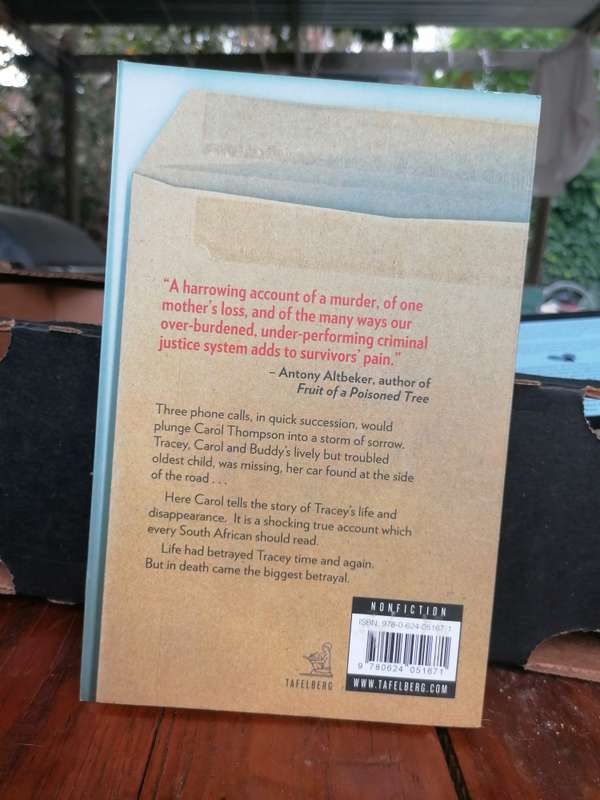 “A harrowing account of a murder, of one
mother’s loss, and of the many ways our
over-burdened, under-performing criminal
justice system adds to survivors’ pain.”
– Antony Altbeker, author of
Fruit of a Poisoned Tree
Three phone calls, in quick succession, would
plunge Carol Thompson into a storm of sorrow.
Tracey, Carol and Buddy’s lively but troubled
oldest child, was missing, her car found at the side
of the road . . .
Here Carol tells the story of Tracey’s life and
disappearance. It is a shocking true account which
every South African should read.
Life had betrayed Tracey time and again.
But in death came the biggest betrayal.
NONFICTION
ISBN: 978-0-624-05167-1
9 780624 051671
WWW.TAFELBERG.COM
TAFELBERG